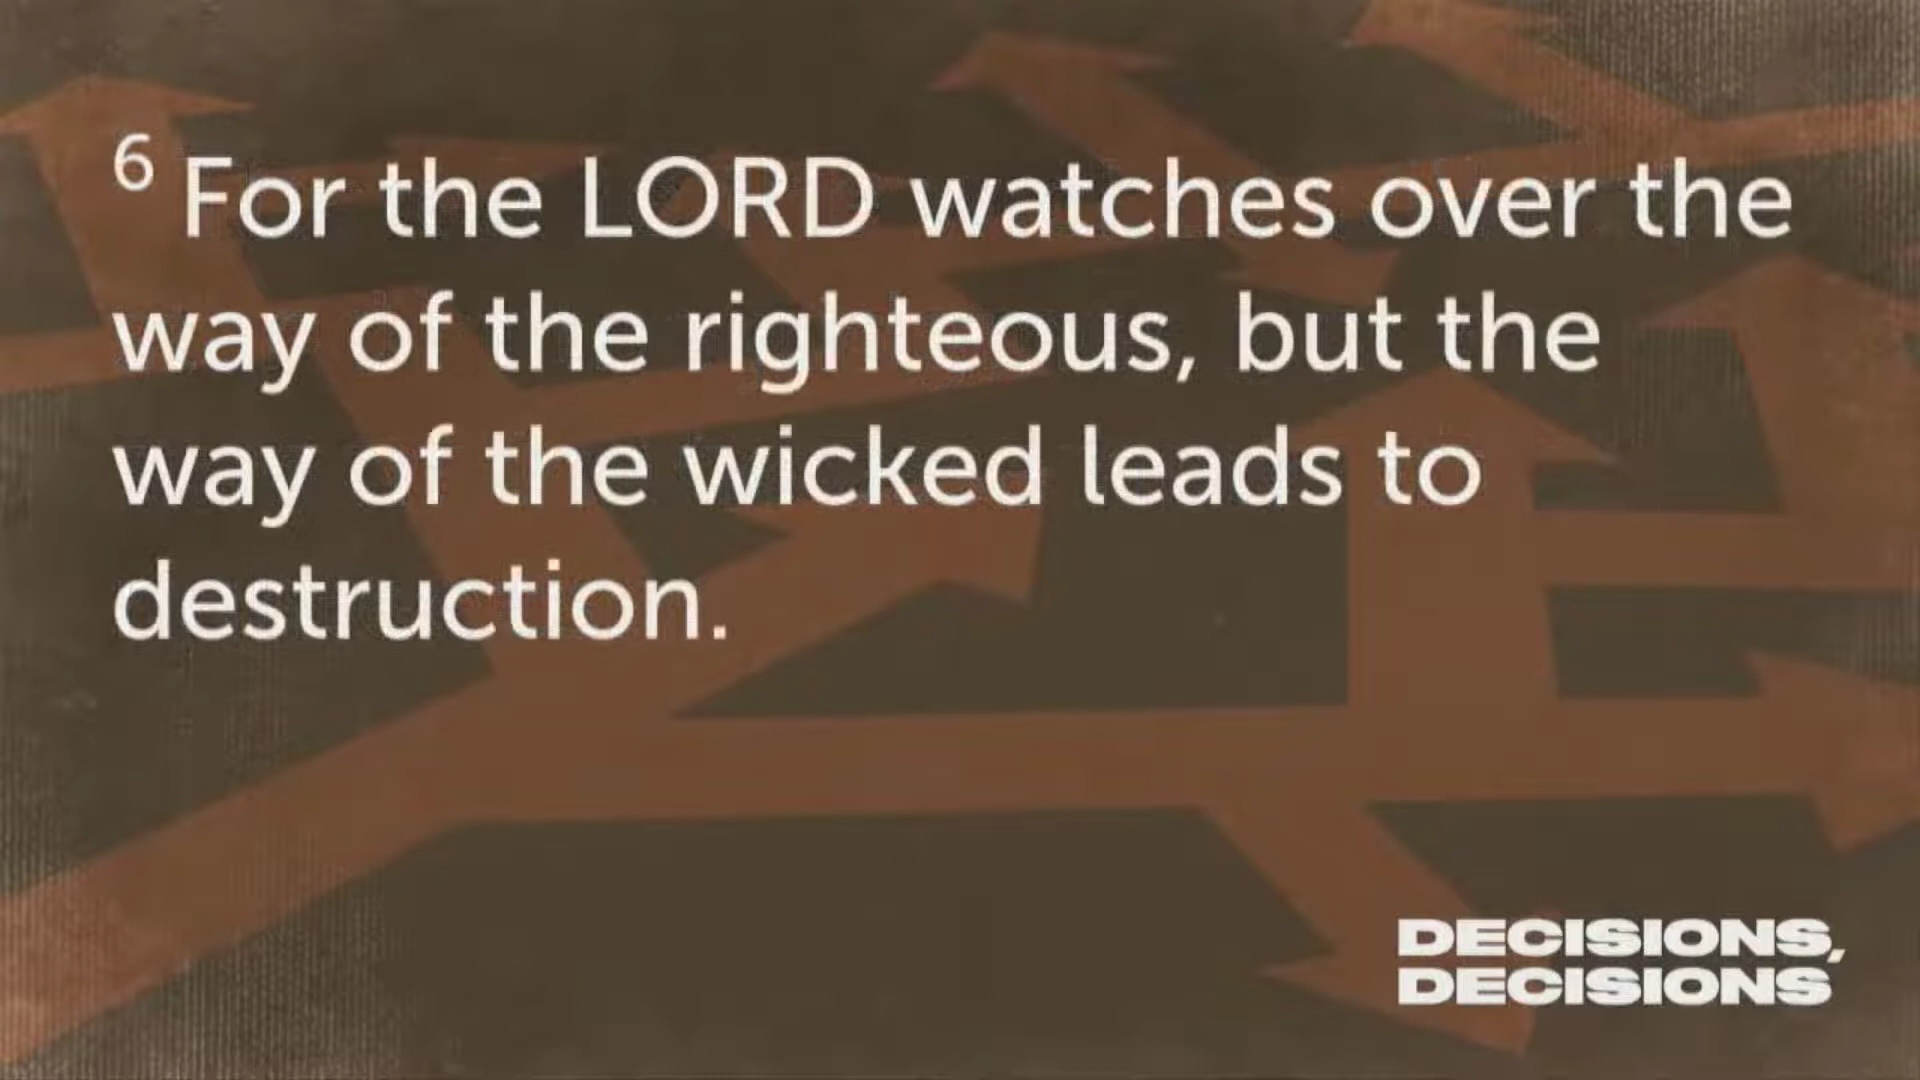 6 For the LORD watches over the
way of the righteous, but the
way of the wicked leads to
destruction.
DECISIONS,
DECISIONS